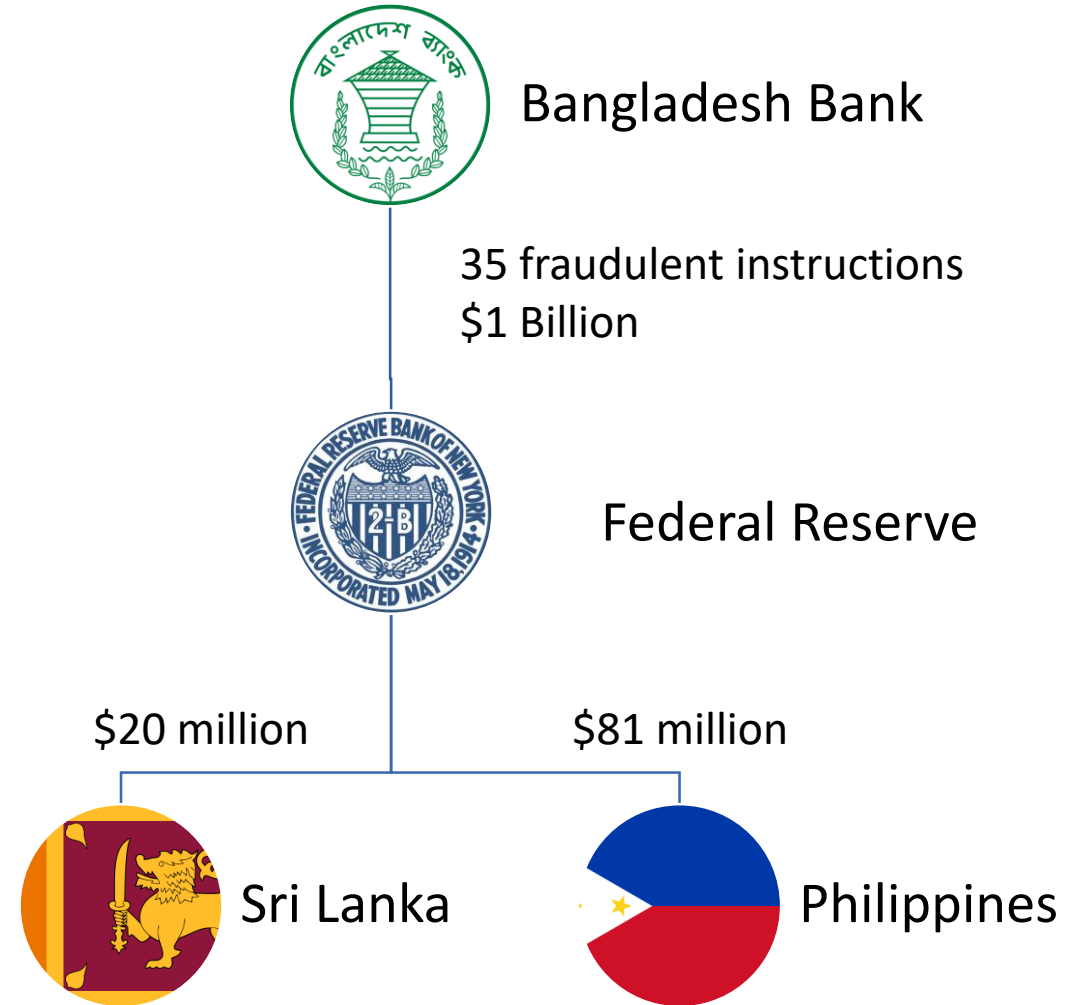 বাংলাদেশ ব্যাংক
Bangladesh Bank
35 fraudulent instructions
$1 Billion
FEDERAL RESERVE BANK OF NEW YORK
2-B
INCORPORATED MAY 18,1914
Federal Reserve
$20 million
$81 million
Sri Lanka
Philippines